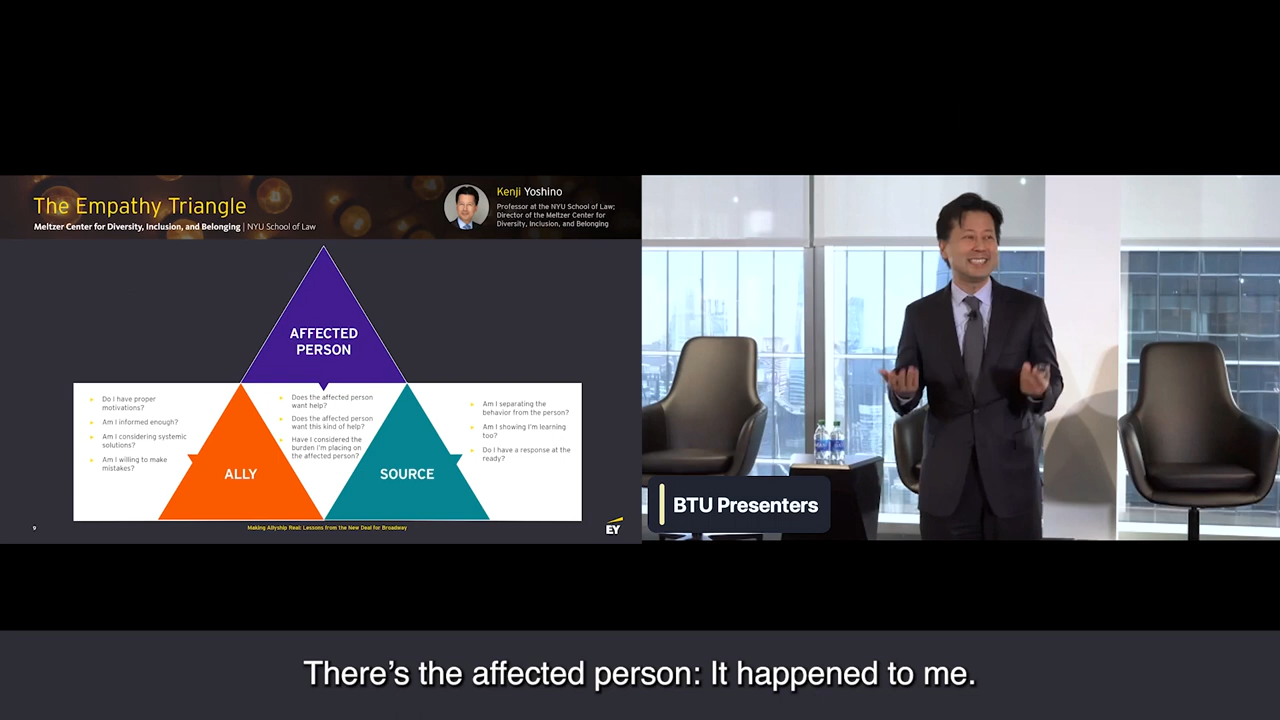 The Empathy Triangle
Meltzer Center for Diversity, Inclusion, and Belonging | NYU School of Law
Kenji Yoshino
Professor at the NYU School of Law;
Director of the Meltzer Center for
Diversity, Inclusion, and Belonging
AFFECTED
PERSON
Do I have proper
motivations?
Am I informed enough?
Am I considering systemic
solutions?
Am I willing to make
mistakes?
ALLY
Does the affected person
want help?
Does the affected person
want this kind of help?
Have I considered the
burden I'm placing on
the affected person?
SOURCE
Am I separating the
behavior from the person?
Am I showing I'm learning
too?
Do I have a response at the
ready?
9
Making Allyship Real: Lessons from the New Deal for Broadway
EY
BTU Presenters
There's the affected person: It happened to me.